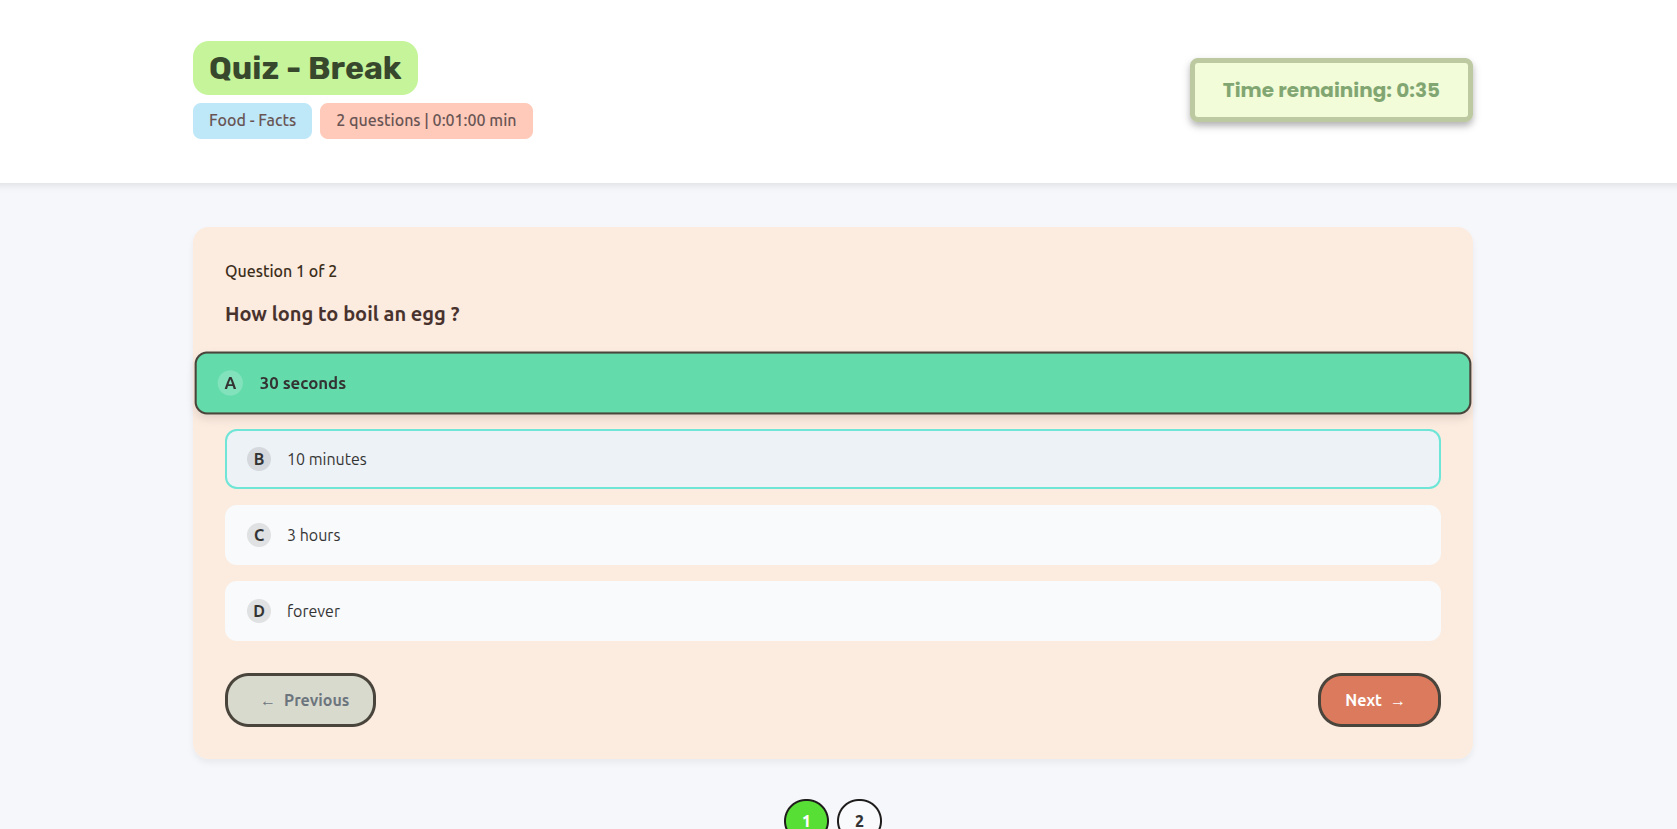 Quiz - Break
Food - Facts
2 questions | 0:01:00 min
Time remaining: 0:35
Question 1 of 2
How long to boil an egg ?
A 30 seconds
B 10 minutes
C 3 hours
D forever
← Previous
Next →
1 2